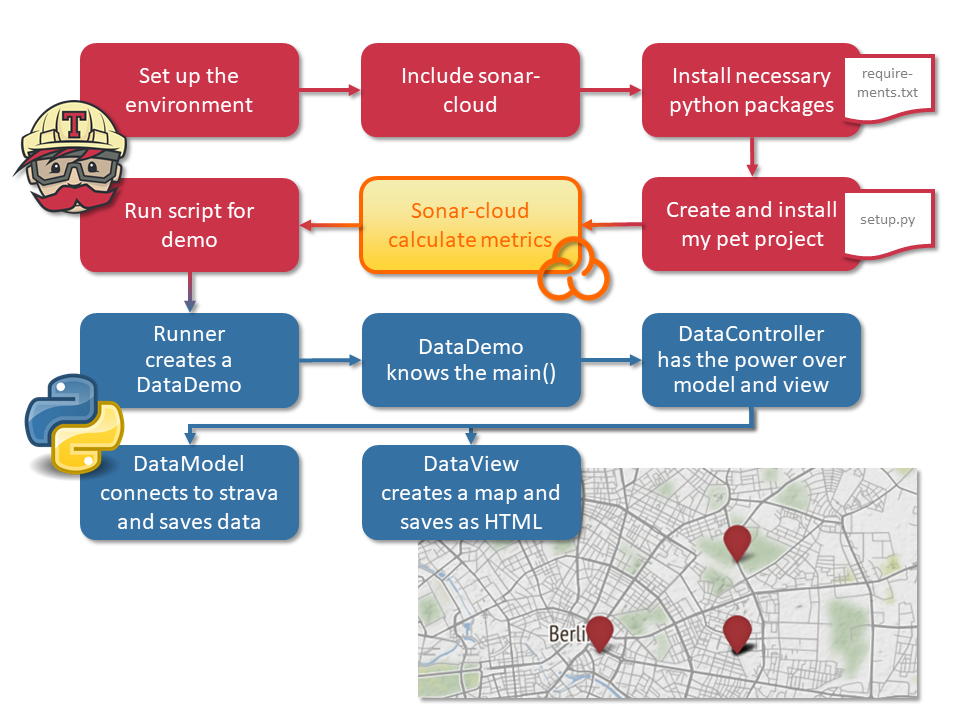 Set up the
environment
Include sonar-
cloud
Install necessary
python packages
require-
ments.txt
T
Run script for
demo
Sonar-cloud
calculate metrics
Create and install
my pet project
setup.py
Runner
creates a
DataDemo
DataDemo
knows the main()
DataController
has the power over
model and view
DataModel
connects to strava
and saves data
DataView
creates a map and
saves as HTML
Berli